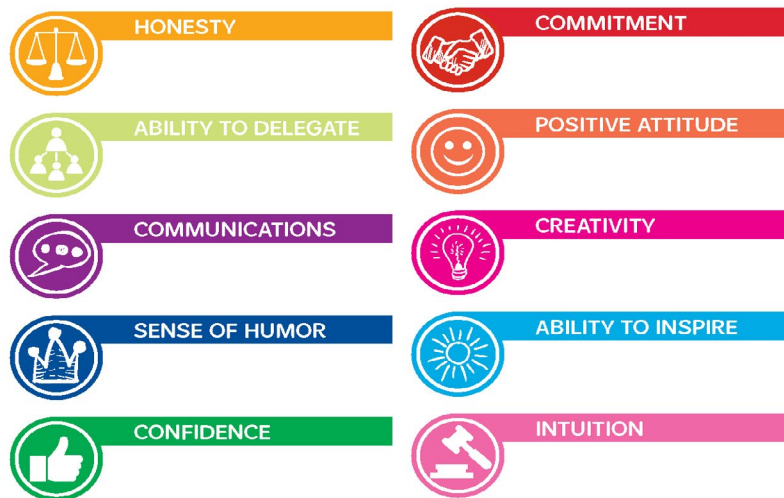 HONESTY
ABILITY TO DELEGATE
COMMUNICATIONS
SENSE OF HUMOR
CONFIDENCE
COMMITMENT
POSITIVE ATTITUDE
CREATIVITY
ABILITY TO INSPIRE
INTUITION